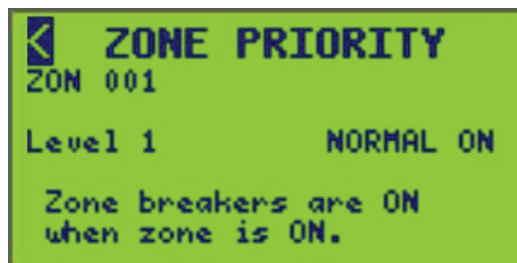 < ZONE PRIORITY
ZON 001
Level 1 NORMAL ON
Zone breakers are ON
when zone is ON.